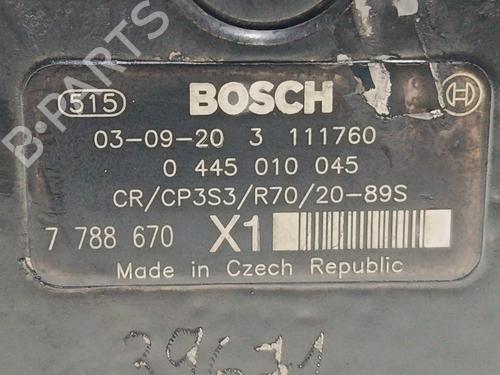 515 BOSCH
03-09-20 3 111760
0 445 010 045
CR/CP3S3/R70/20-89S
7 788 670 X1
Made in Czech Republic
B-PARTS